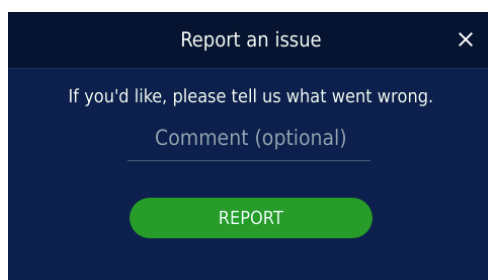 Report an issue
If you'd like, please tell us what went wrong.
Comment (optional)
REPORT